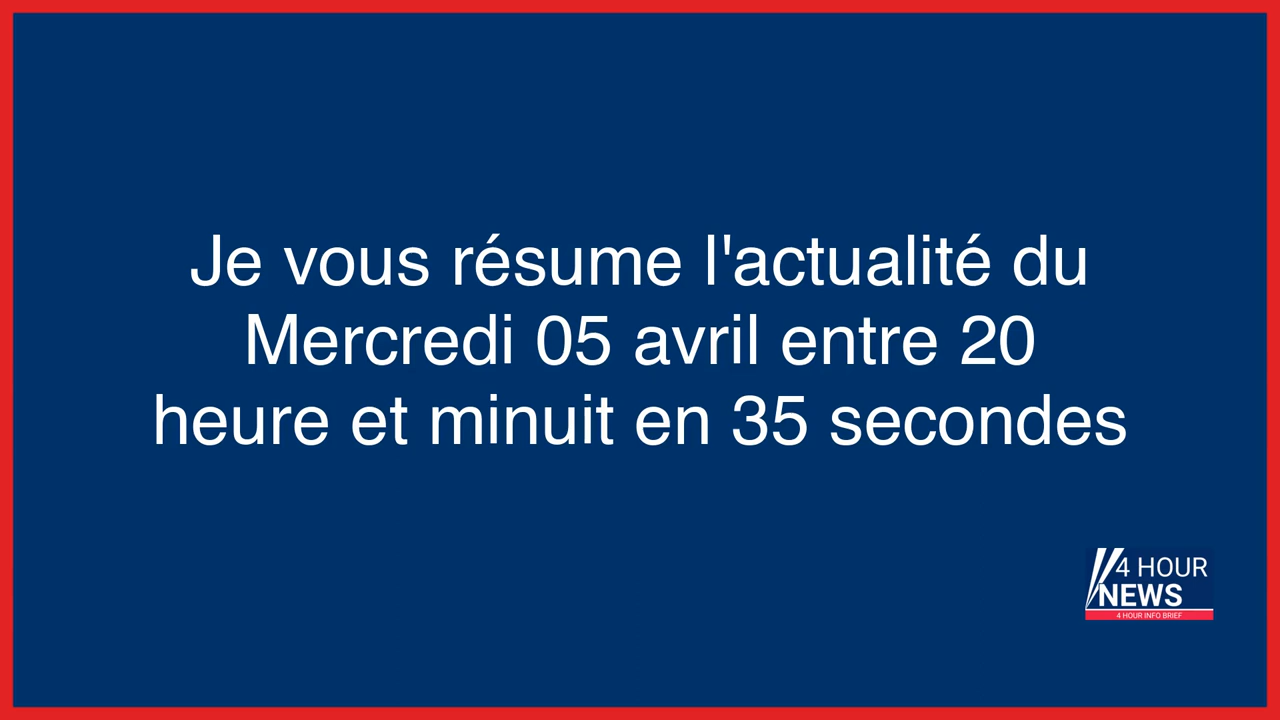 Je vous résume l'actualité du
Mercredi 05 avril entre 20
heure et minuit en 35 secondes
4 HOUR
NEWS
4 HOUR INFO BRIEF